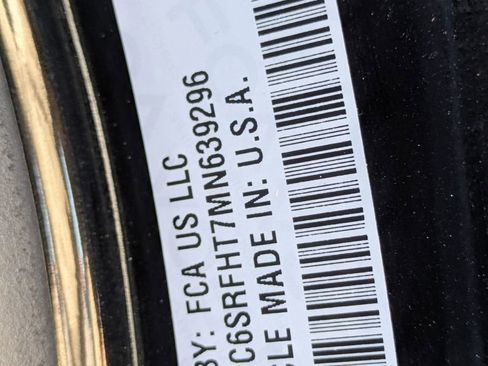 BY: FCA US LLC
C6SRFHT7MN639296
CLE MADE IN: U.S.A.